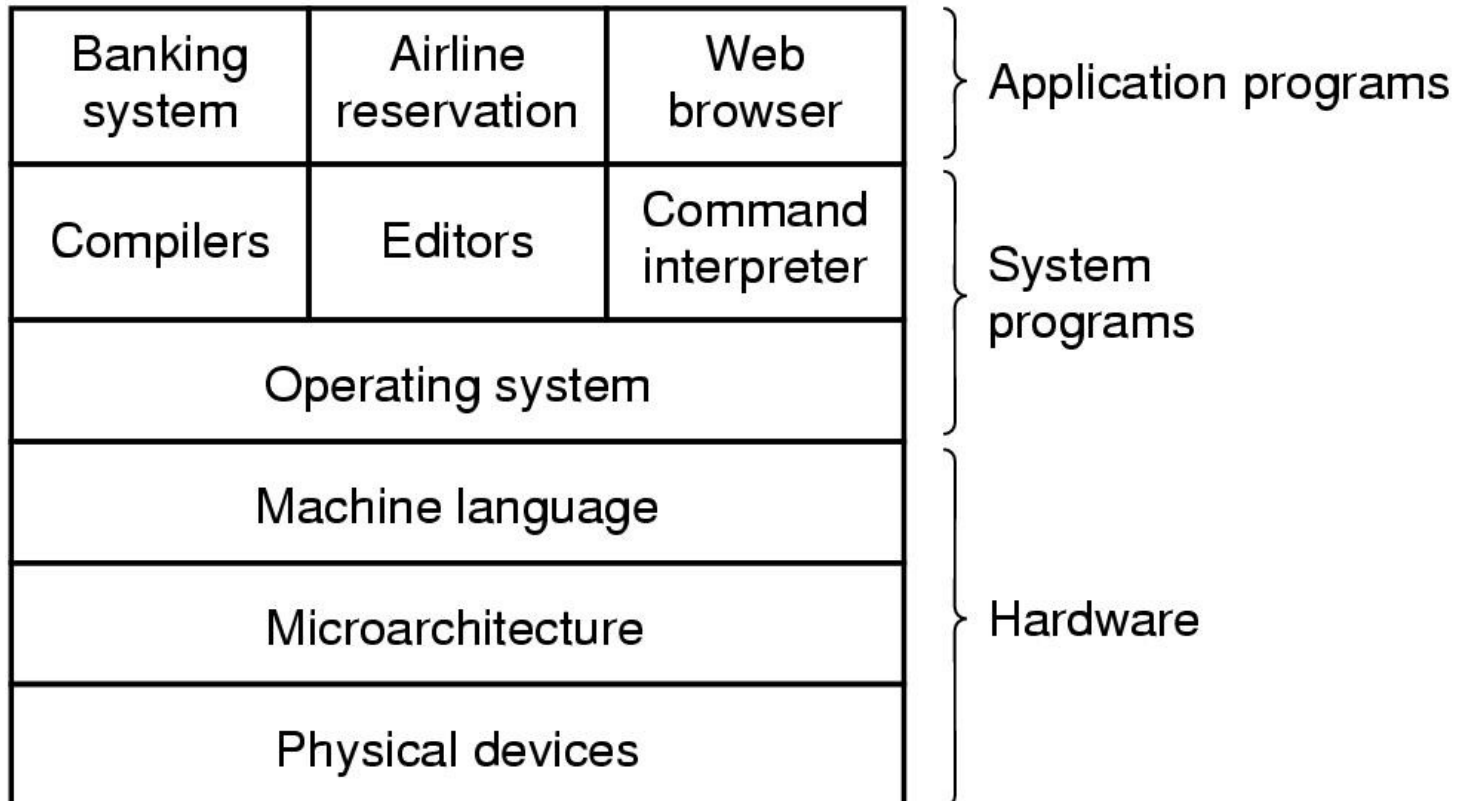 Banking
system
Airline
reservation
Web
browser
Application programs
Compilers
Editors
Command
interpreter
System
programs
Operating system
Machine language
Microarchitecture
Hardware
Physical devices